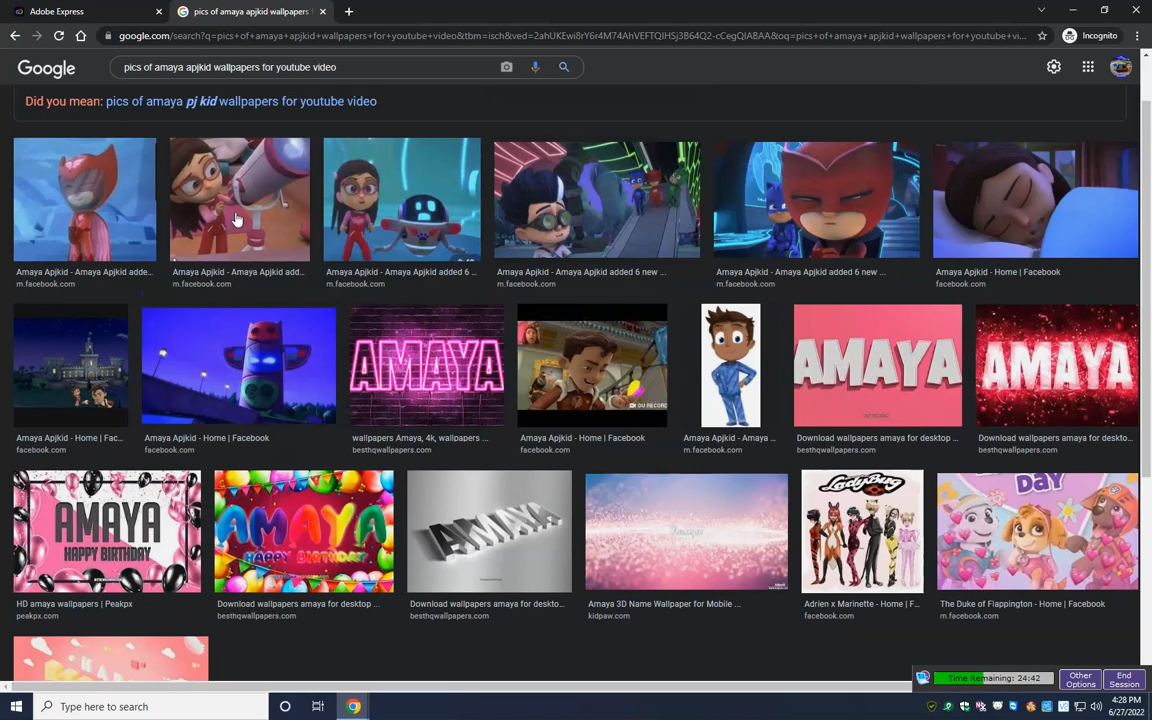 Adobe Express
pics of amaya apjkid wallpapers f
google.com/search?q=pics+of+amaya+apjkid+wallpapers+for+youtube+video&tbm=isch&ved=2ahUKEwi8rY6r4M74AhVEFTQIHSj3B64Q2-cCegQIABAA&oq=pics+of+amaya+apjkid+wallpapers+for+youtube+vi...
Incognito
Google
pics of amaya apjkid wallpapers for youtube video
Did you mean: pics of amaya pj kid wallpapers for youtube video
Amaya Apjkid - Amaya Apjkid adde...
m.facebook.com
Amaya Apjkid - Amaya Apjkid add...
m.facebook.com
Amaya Apjkid - Amaya Apjkid added 6 ...
m.facebook.com
Amaya Apjkid - Amaya Apjkid added 6 new ...
m.facebook.com
Amaya Apjkid - Amaya Apjkid added 6 new ...
m.facebook.com
Amaya Apjkid - Home | Facebook
facebook.com
AMAYA
DU RECORD
AMAYA
AMAYA
Amaya Apjkid - Home | Fac...
facebook.com
Amaya Apjkid - Home | Facebook
facebook.com
wallpapers Amaya, 4k, wallpapers ...
besthqwallpapers.com
Amaya Apjkid - Home | Facebook
facebook.com
Amaya Apjkid - Amaya ...
m.facebook.com
Download wallpapers amaya for desktop ...
besthqwallpapers.com
Download wallpapers amaya for deskto...
besthqwallpapers.com
AMAYA
HAPPY BIRTHDAY
AMAYA
HAPPY BIRTHDAY
AMAYA
Amaya
LadyBug
DAY
HD amaya wallpapers | Peakpx
peakpx.com
Download wallpapers amaya for desktop ...
besthqwallpapers.com
Download wallpapers amaya for deskto...
besthqwallpapers.com
Amaya 3D Name Wallpaper for Mobile ...
kidpaw.com
Adrien x Marinette - Home | F...
facebook.com
The Duke of Flappington - Home | Facebook
m.facebook.com
Time Remaining: 24:42
Other Options
End Session
Type here to search
4:28 PM
6/27/2022